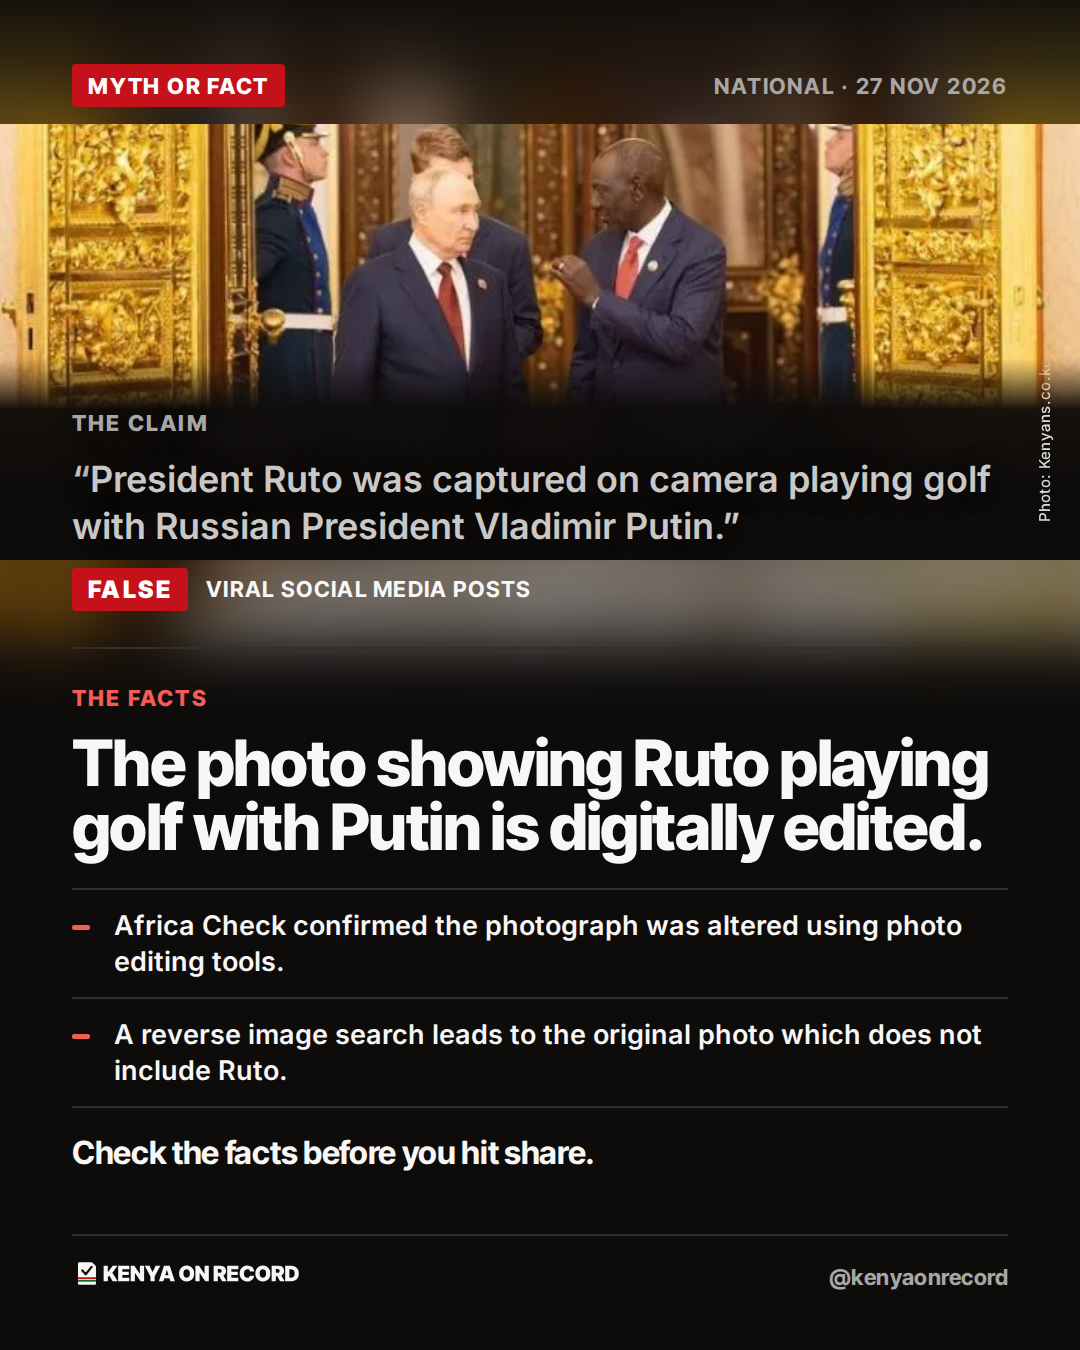 MYTH OR FACT
NATIONAL · 27 NOV 2026
Photo: Kenyans.co.k
THE CLAIM
“President Ruto was captured on camera playing golf
with Russian President Vladimir Putin.”
FALSE
VIRAL SOCIAL MEDIA POSTS
THE FACTS
The photo showing Ruto playing
golf with Putin is digitally edited.
Africa Check confirmed the photograph was altered using photo
editing tools.
A reverse image search leads to the original photo which does not
include Ruto.
Check the facts before you hit share.
KENYA ON RECORD
@kenyaonrecord